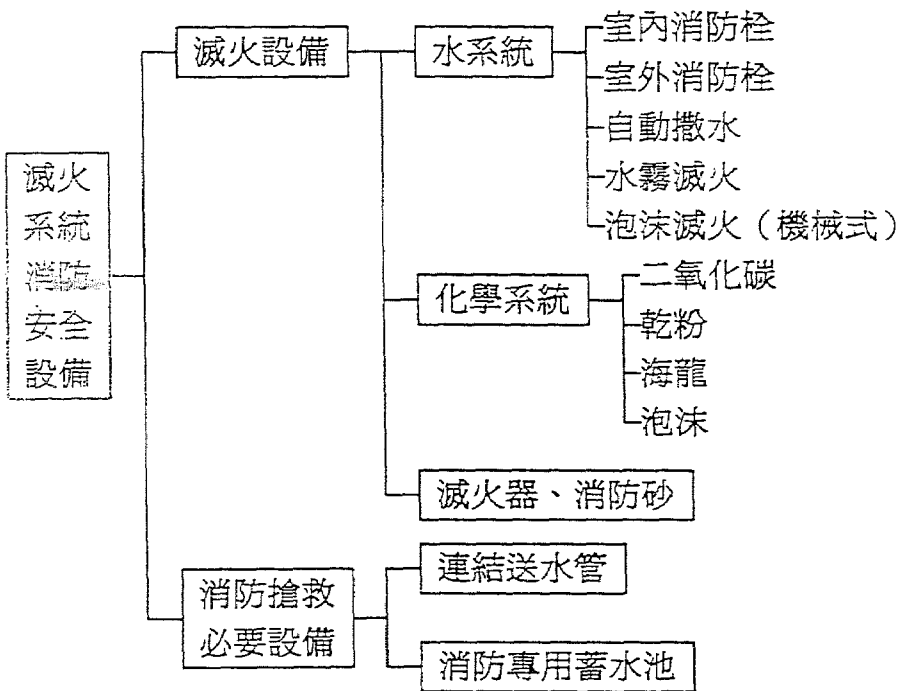 滅火
系統
消防
安全
設備
滅火設備
水系統
室內消防栓
室外消防栓
自動撒水
水霧滅火
泡沫滅火（機械式）
化學系統
二氧化碳
乾粉
海龍
泡沫
滅火器、消防砂
消防搶救
必要設備
連結送水管
消防專用蓄水池